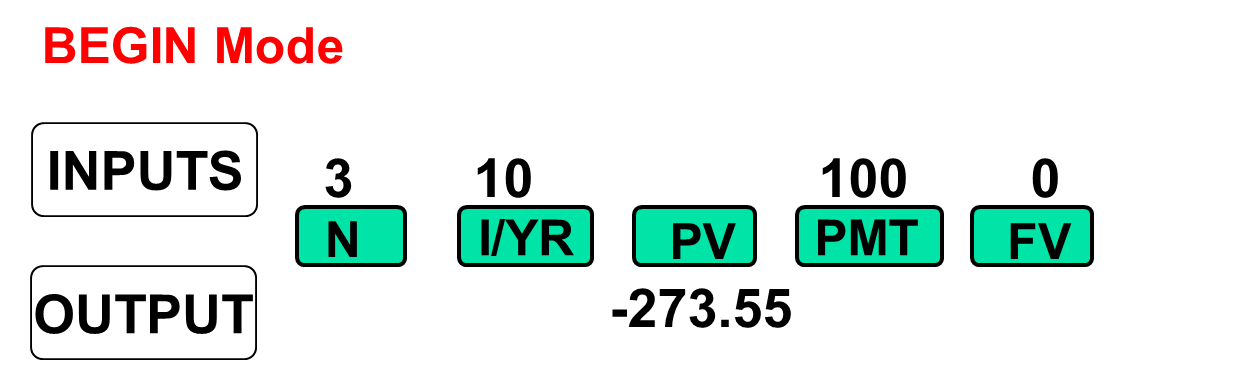 BEGIN Mode
INPUTS 3 10 100 0
N I/YR PV PMT FV
OUTPUT -273.55